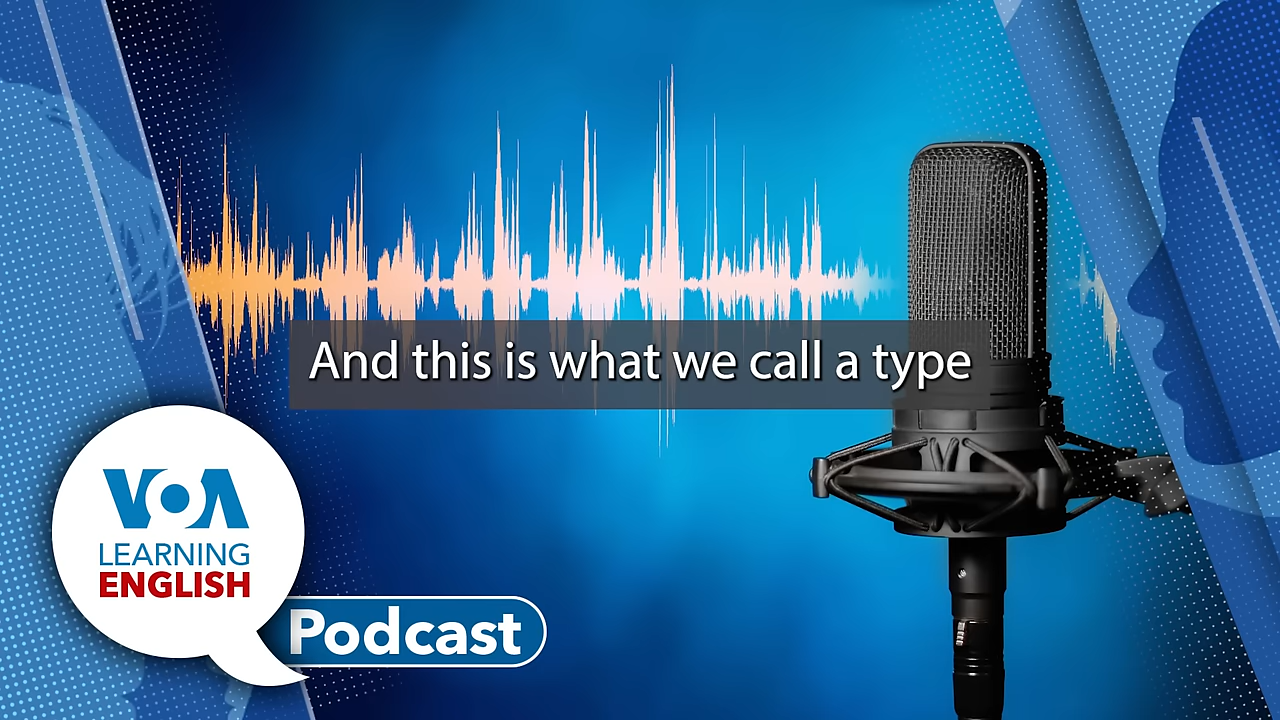 And this is what we call a type
VOA
LEARNING
ENGLISH
Podcast